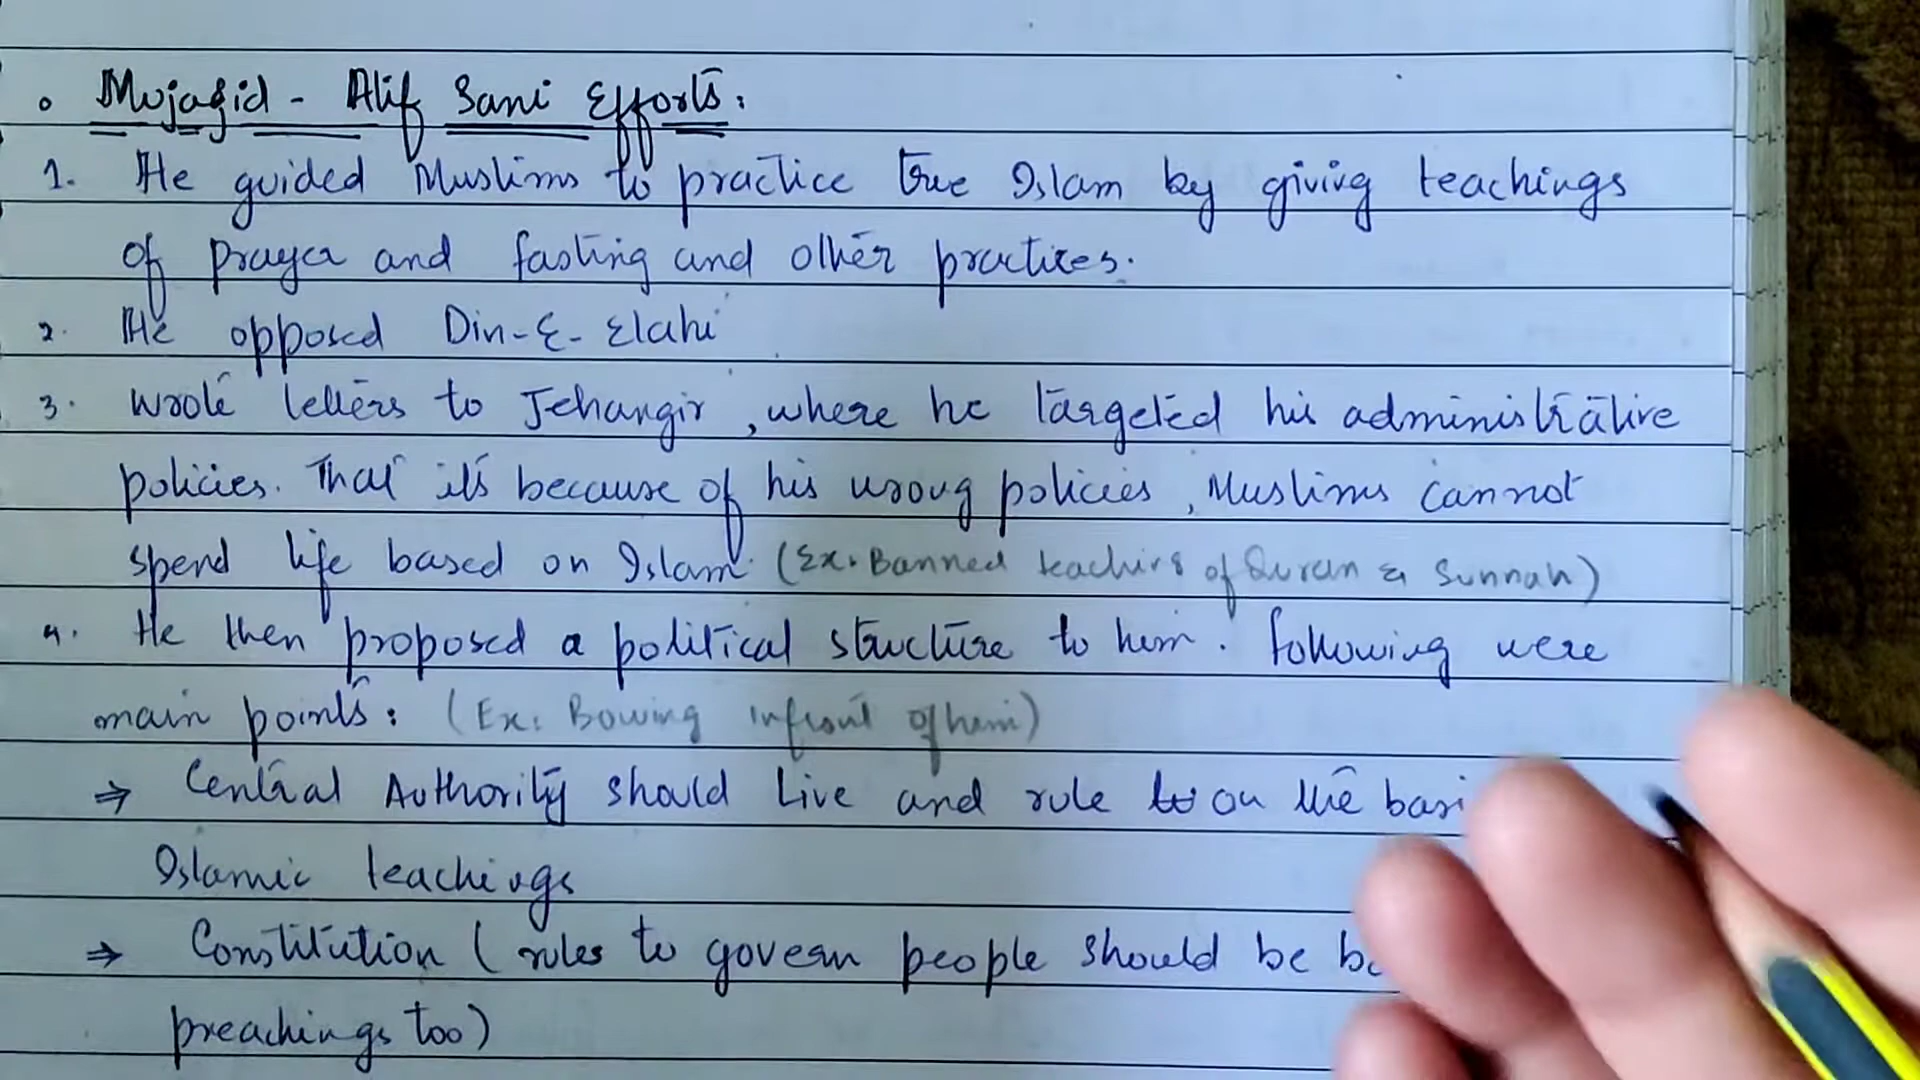 Mujadid - Alif Sani Efforts:
1. He guided Muslims to practice true Islam by giving teachings
of prayer and fasting and other practices.
2. He opposed Din-E-Elahi
3. wrote letters to Jehangir, where he targeted his administrative
policies. That it's because of his wrong policies, Muslims cannot
spend life based on Islam. (Ex. Banned teachings of Quran & Sunnah)
4. He then proposed a political structure to him. following were
main points: (Ex: Bowing infront of him)
⇒ Central Authority should live and rule on the basi
Islamic teachings
⇒ Constitution (rules to govern people should be ba
preachings too)